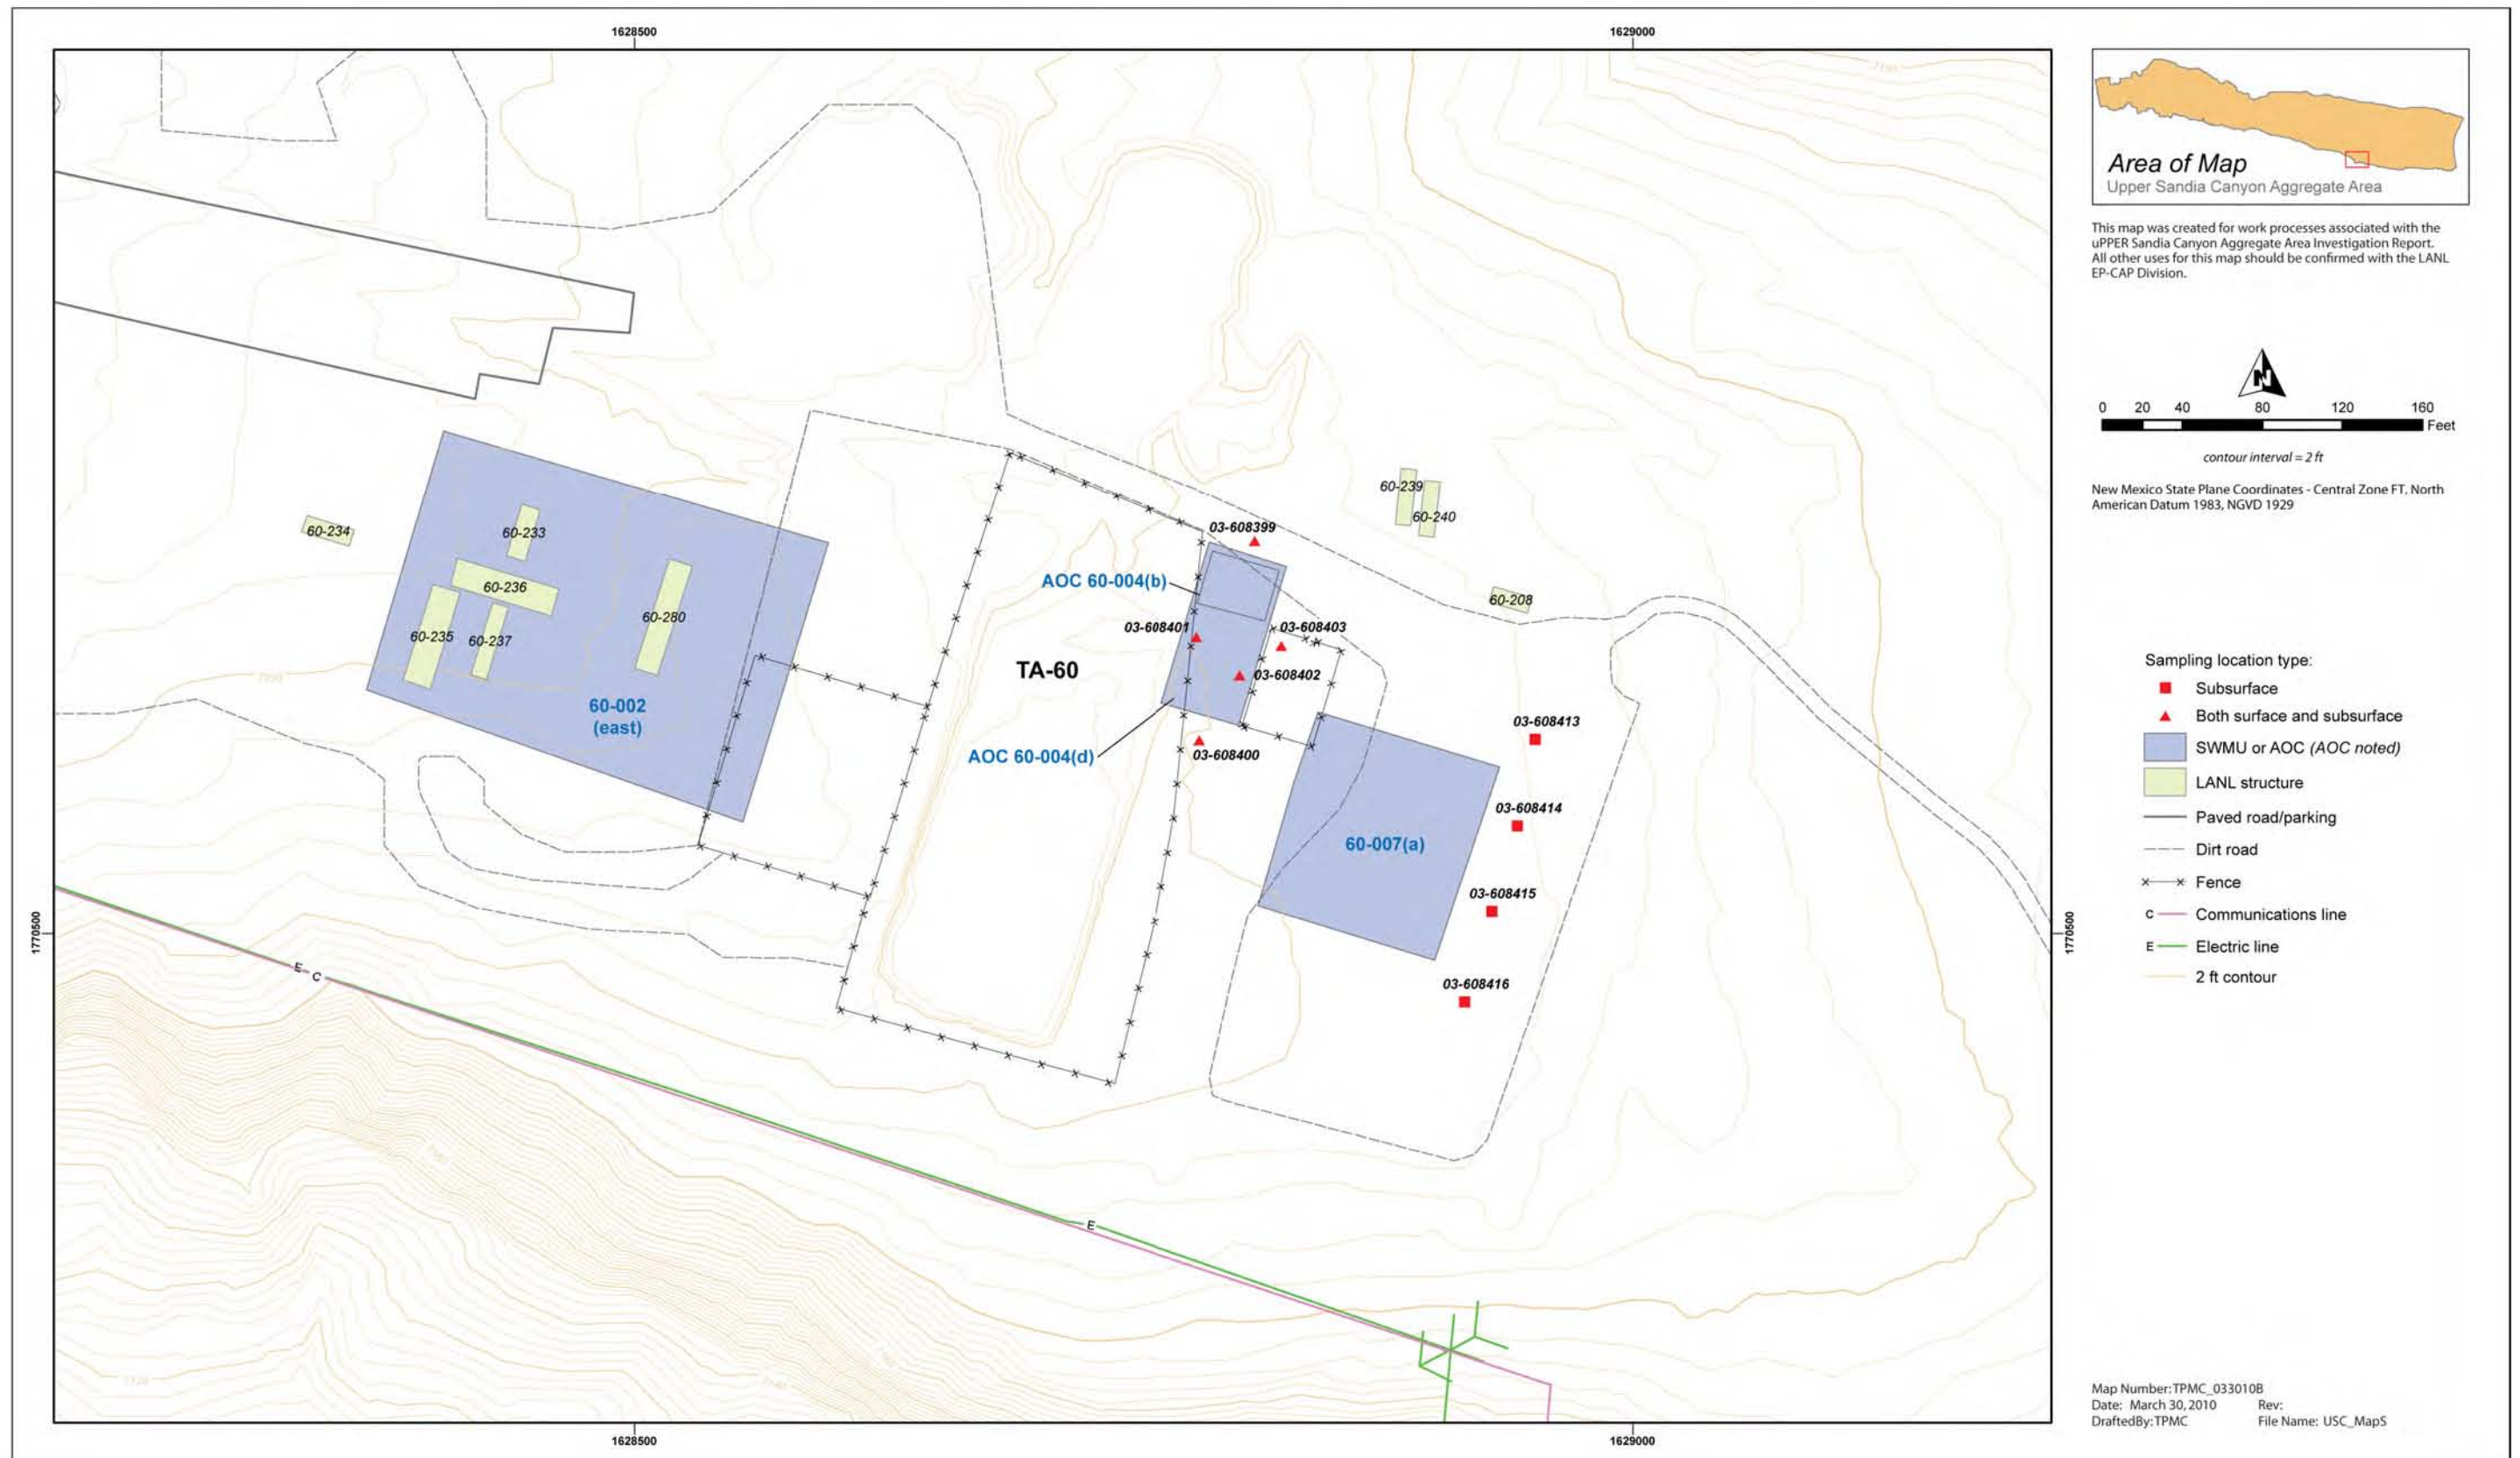 1628500
1629000
60-234
60-233
60-236
60-235
60-237
60-280
60-002
(east)
TA-60
AOC 60-004(b)
AOC 60-004(d)
03-608399
03-608401
03-608403
03-608402
03-608400
60-239
60-240
60-208
03-608413
03-608414
60-007(a)
03-608415
03-608416
1770500
1770500
E
C
E
1628500
1629000
Area of Map
Upper Sandia Canyon Aggregate Area
This map was created for work processes associated with the
uPPER Sandia Canyon Aggregate Area Investigation Report.
All other uses for this map should be confirmed with the LANL
EP-CAP Division.
N
0 20 40 80 120 160
Feet
contour interval = 2 ft
New Mexico State Plane Coordinates - Central Zone FT, North
American Datum 1983, NGVD 1929
Sampling location type:
Subsurface
Both surface and subsurface
SWMU or AOC (AOC noted)
LANL structure
Paved road/parking
Dirt road
Fence
C Communications line
E Electric line
2 ft contour
Map Number: TPMC_033010B
Date: March 30, 2010 Rev:
DraftedBy: TPMC File Name: USC_MapS